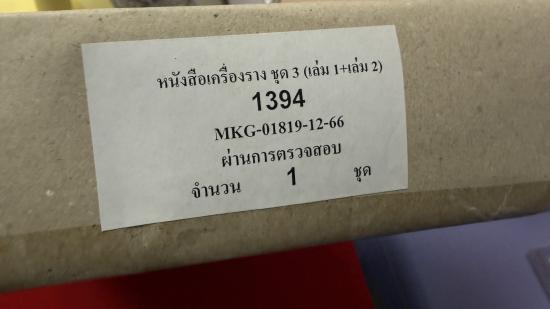 หนังสือเครื่องราง ชุด 3 (เล่ม 1+เล่ม 2)
1394
MKG-01819-12-66
ผ่านการตรวจสอบ
จำนวน 1 ชุด